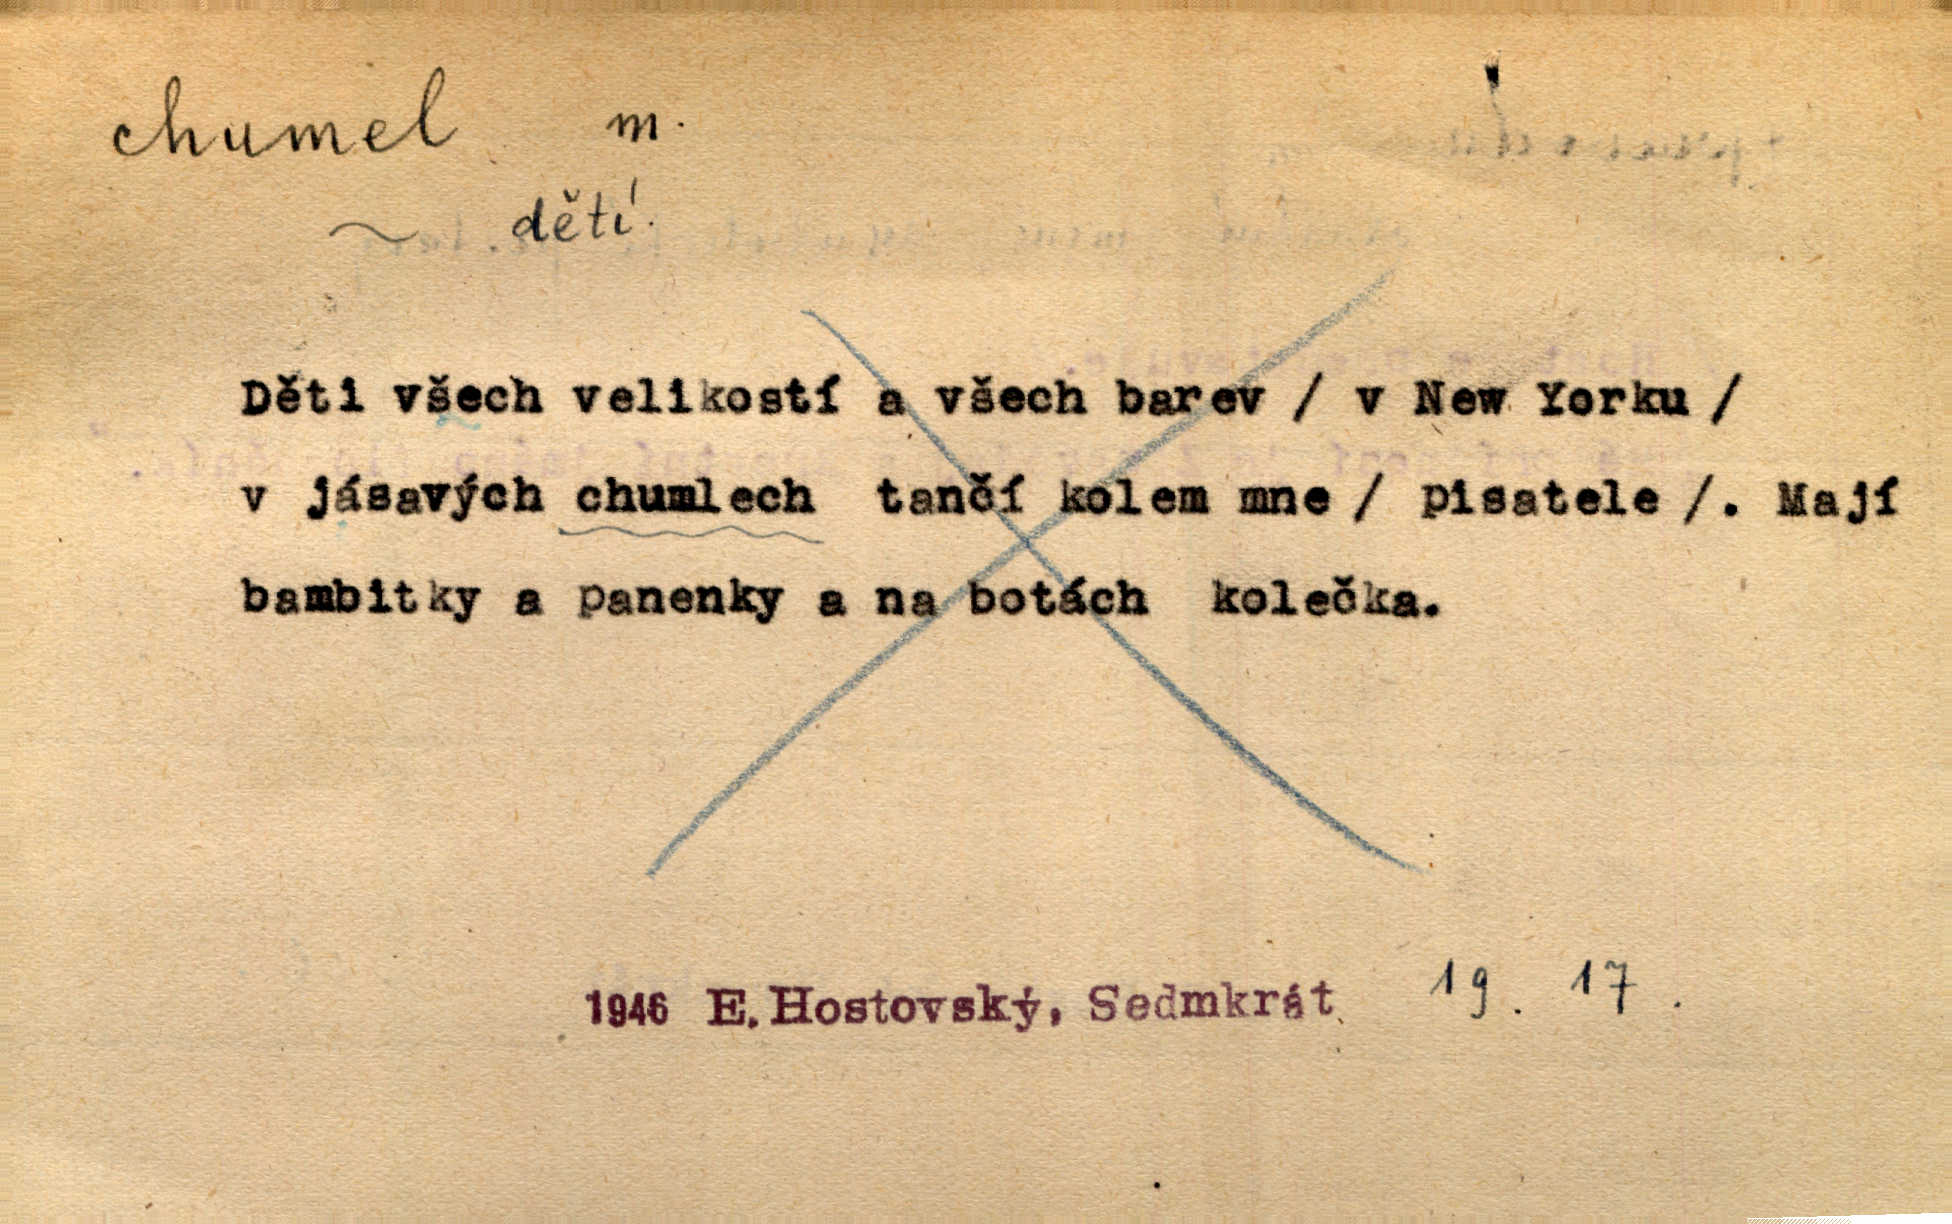 chumel m.
~ dětí.
Děti všech velikostí a všech barev / v New Yorku /
v jásavých chumlech tančí kolem mne / pisatele /. Mají
bambitky a panenky a na botách kolečka.
1946 E. Hostovský, Sedmkrát 19. 17.